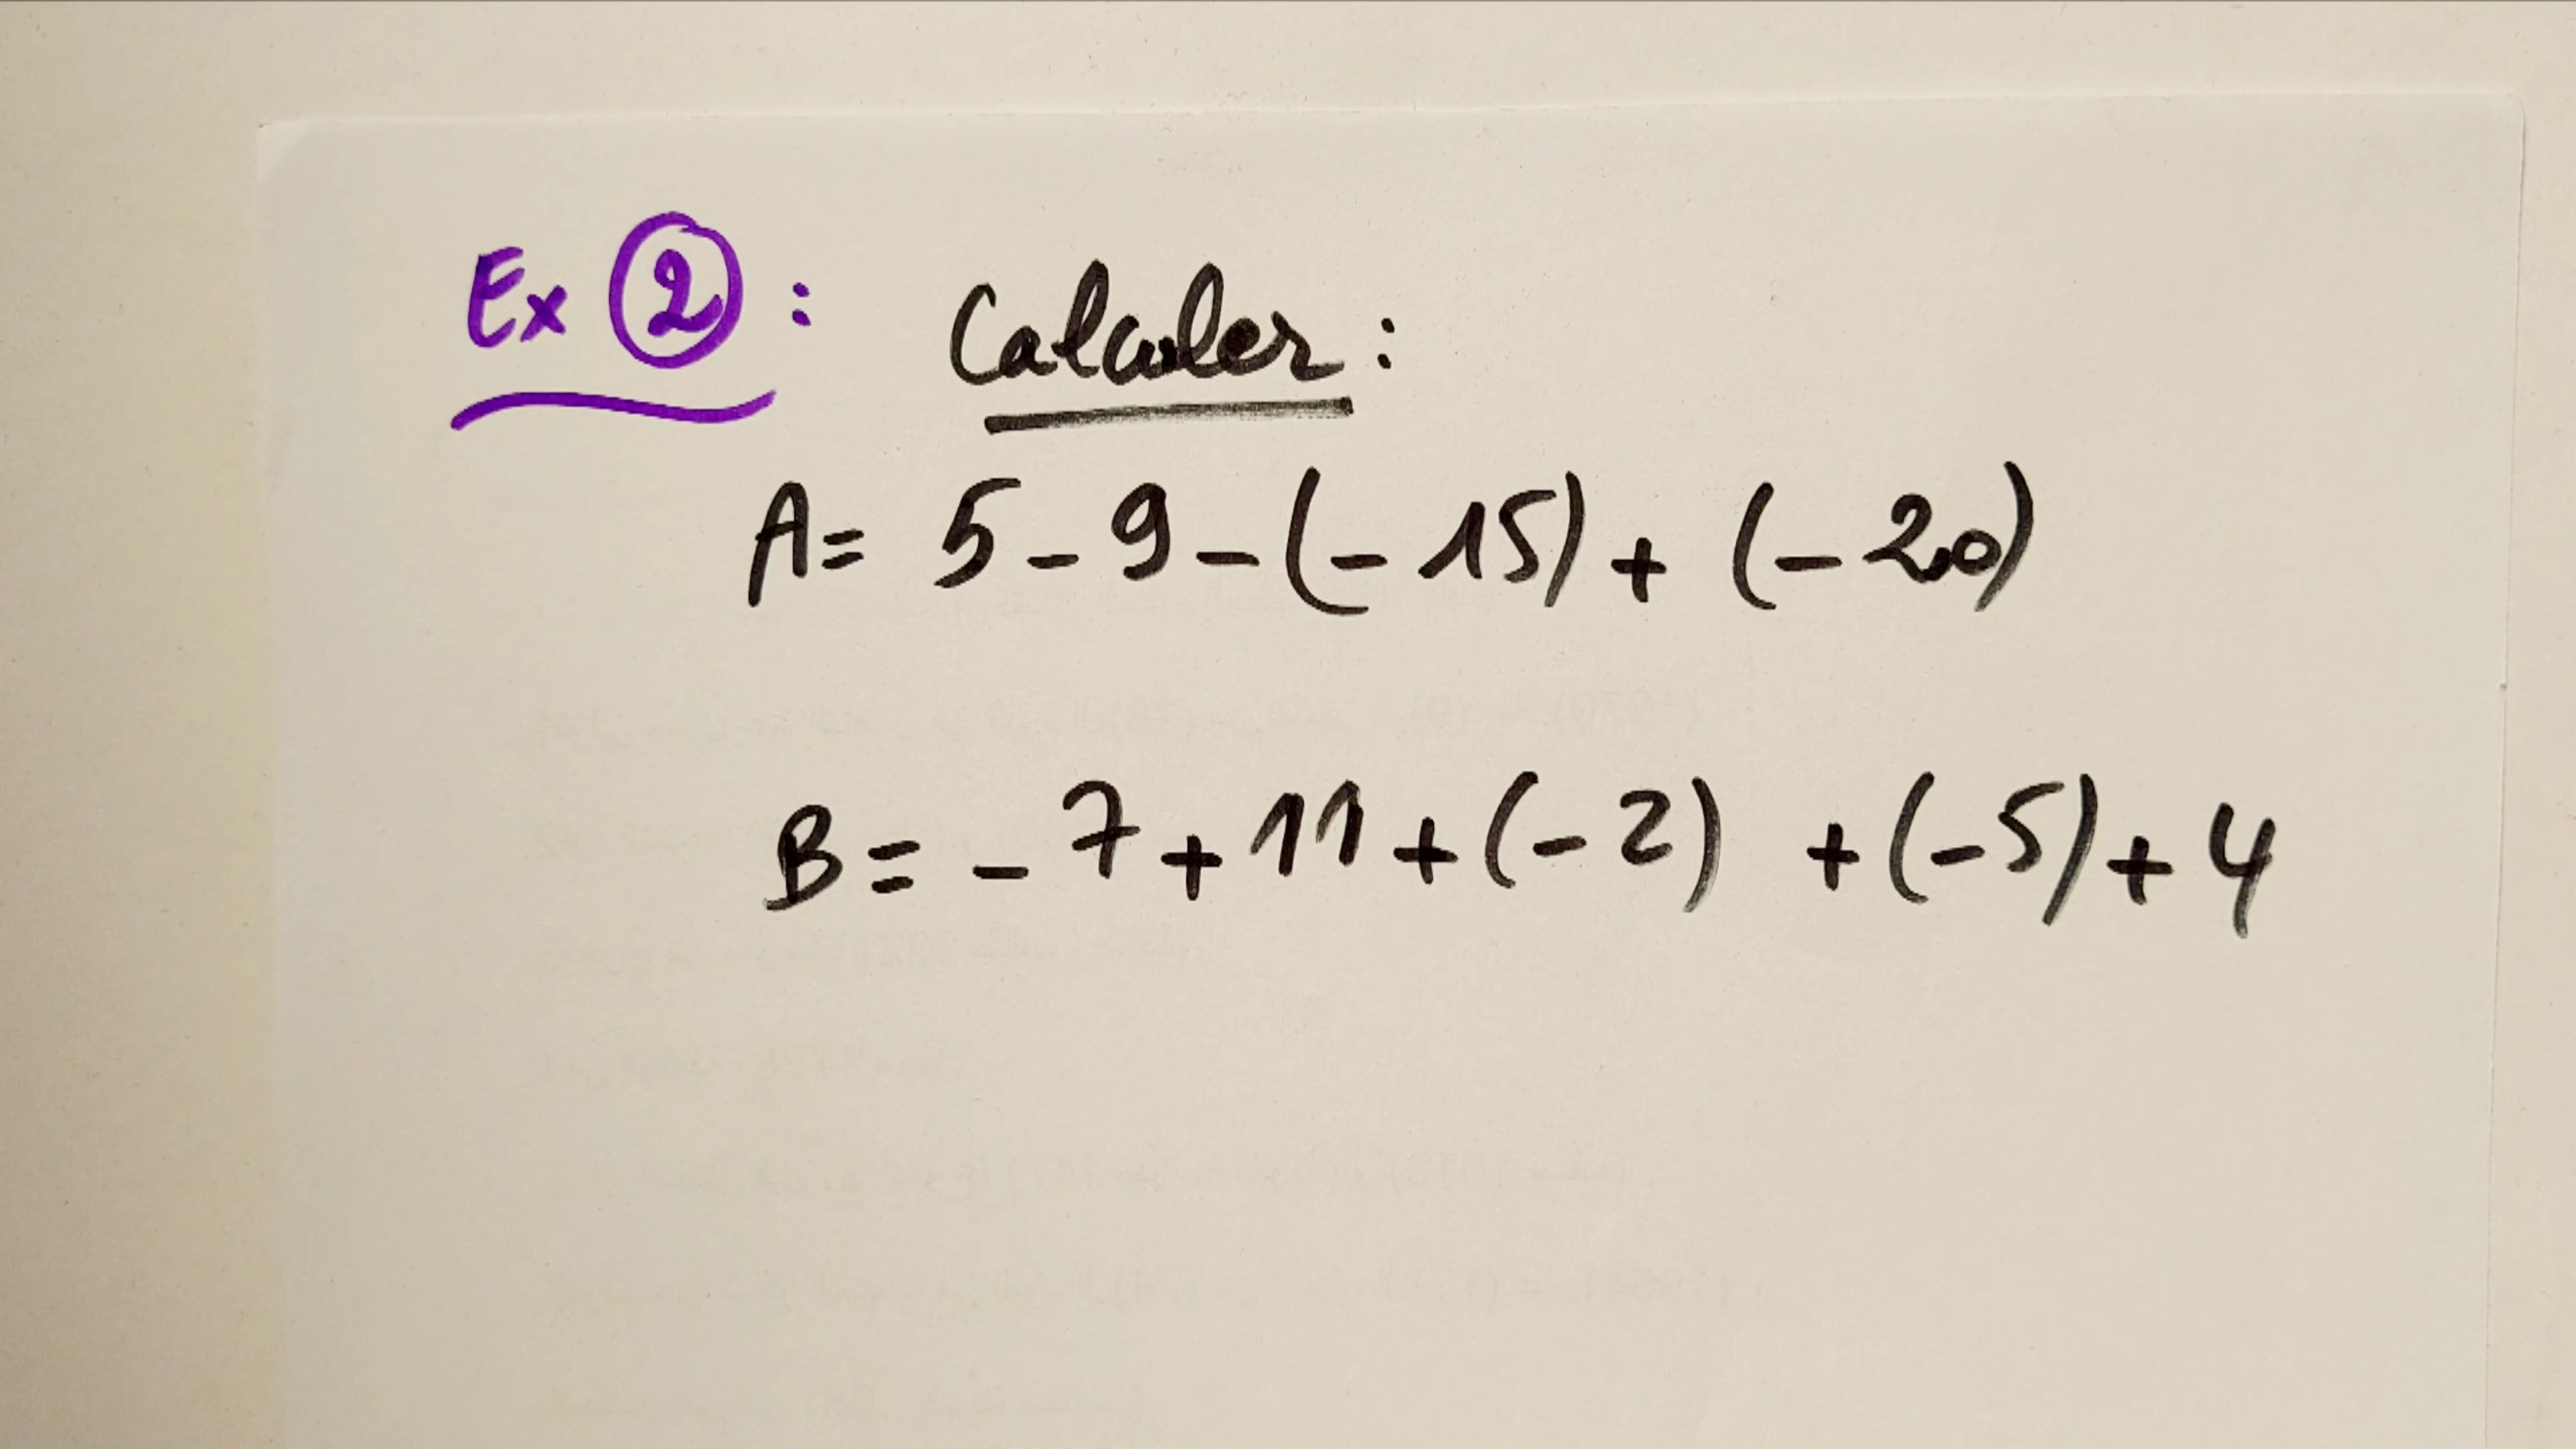 Ex 2 : Calculer :
A= 5-9-(-15)+(-20)
B= -7+11+(-2) +(-5)+4